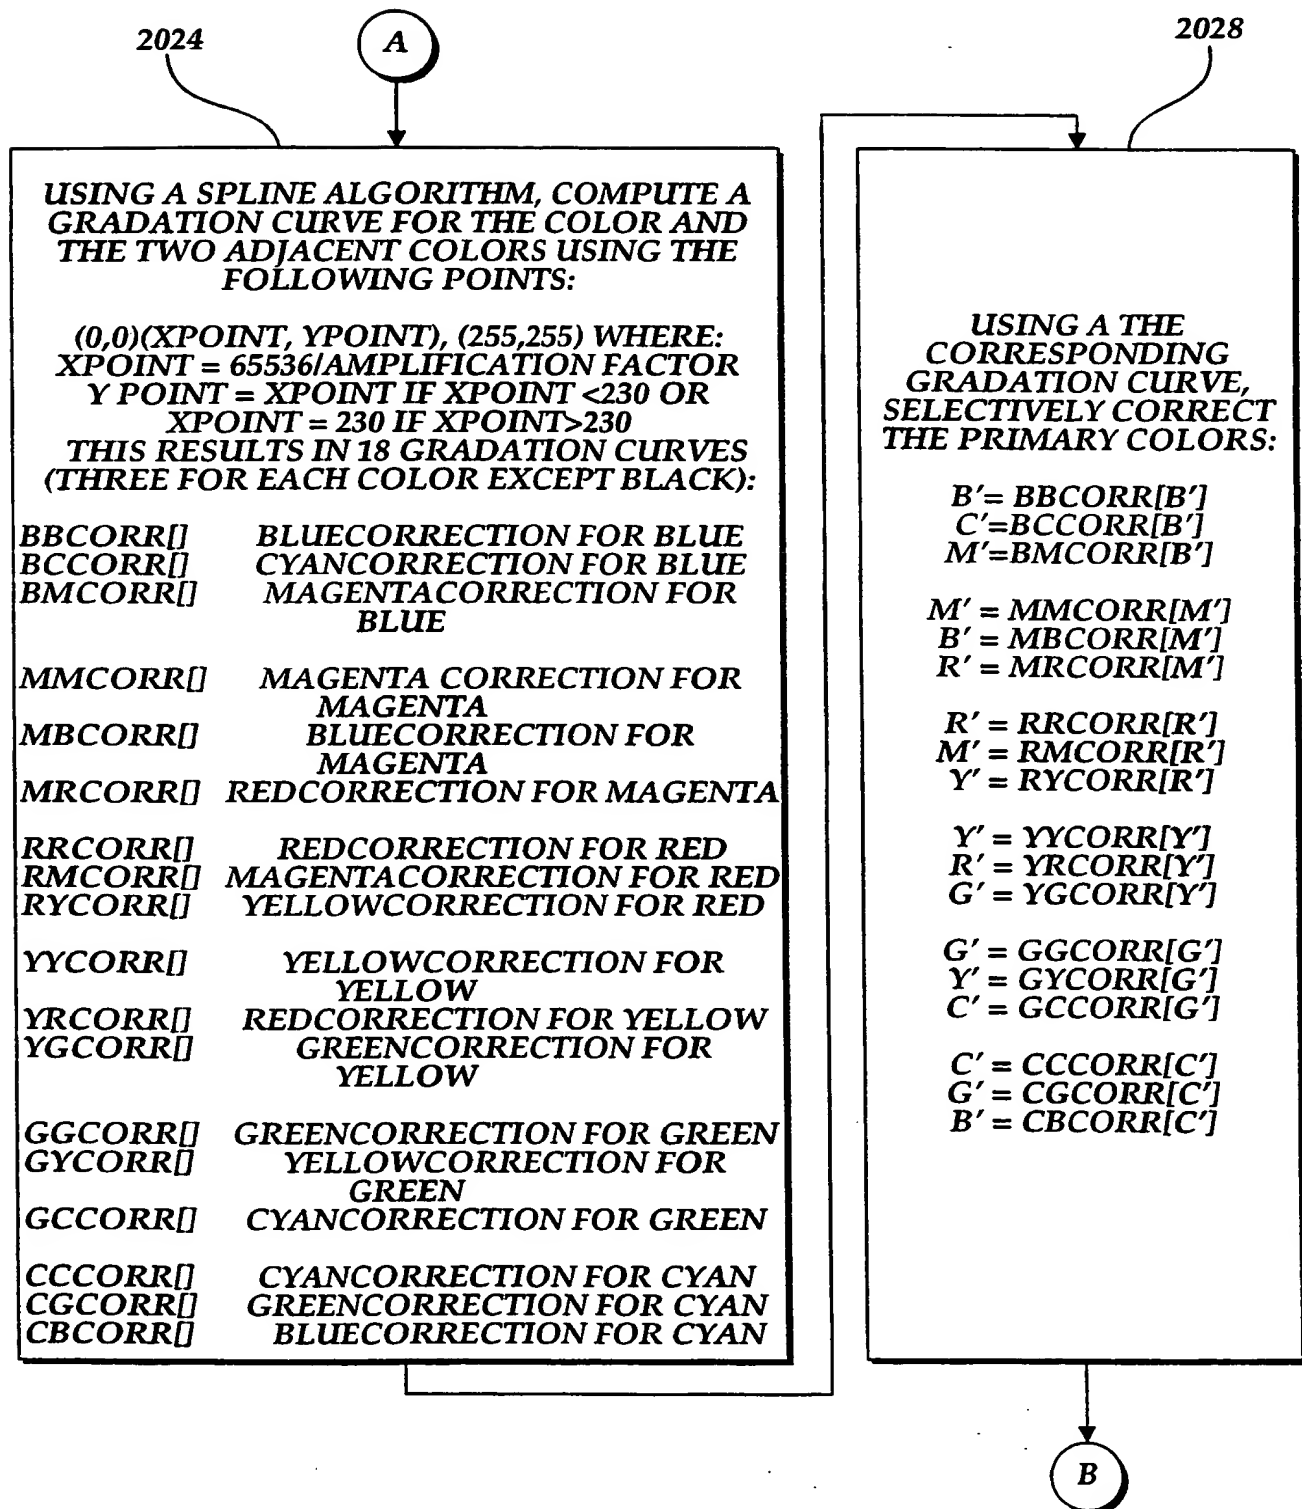 2024
A
2028
USING A SPLINE ALGORITHM, COMPUTE A
GRADATION CURVE FOR THE COLOR AND
THE TWO ADJACENT COLORS USING THE
FOLLOWING POINTS:
(0,0)(XPOINT, YPOINT), (255,255) WHERE:
XPOINT = 65536/AMPLIFICATION FACTOR
Y POINT = XPOINT IF XPOINT <230 OR
XPOINT = 230 IF XPOINT>230
THIS RESULTS IN 18 GRADATION CURVES
(THREE FOR EACH COLOR EXCEPT BLACK):
BBCORR[] BLUECORRECTION FOR BLUE
BCCORR[] CYANCORRECTION FOR BLUE
BMCORR[] MAGENTACORRECTION FOR
BLUE
MMCORR[] MAGENTA CORRECTION FOR
MAGENTA
MBCORR[] BLUECORRECTION FOR
MAGENTA
MRCORR[] REDCORRECTION FOR MAGENTA
RRCORR[] REDCORRECTION FOR RED
RMCORR[] MAGENTACORRECTION FOR RED
RYCORR[] YELLOWCORRECTION FOR RED
YYCORR[] YELLOWCORRECTION FOR
YELLOW
YRCORR[] REDCORRECTION FOR YELLOW
YGCORR[] GREENCORRECTION FOR
YELLOW
GGCORR[] GREENCORRECTION FOR GREEN
GYCORR[] YELLOWCORRECTION FOR
GREEN
GCCORR[] CYANCORRECTION FOR GREEN
CCCORR[] CYANCORRECTION FOR CYAN
CGCORR[] GREENCORRECTION FOR CYAN
CBCORR[] BLUECORRECTION FOR CYAN
USING A THE
CORRESPONDING
GRADATION CURVE,
SELECTIVELY CORRECT
THE PRIMARY COLORS:
B'= BBCORR[B']
C'=BCCORR[B']
M'=BMCORR[B']
M' = MMCORR[M']
B' = MBCORR[M']
R' = MRCORR[M']
R' = RRCORR[R']
M' = RMCORR[R']
Y' = RYCORR[R']
Y' = YYCORR[Y']
R' = YRCORR[Y']
G' = YGCORR[Y']
G' = GGCORR[G']
Y' = GYCORR[G']
C' = GCCORR[G']
C' = CCCORR[C']
G' = CGCORR[C']
B' = CBCORR[C']
B